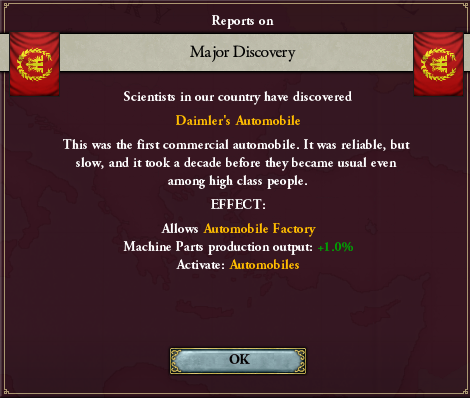 Reports on
Major Discovery
Scientists in our country have discovered
Daimler's Automobile
This was the first commercial automobile. It was reliable, but
slow, and it took a decade before they became usual even
among high class people.
EFFECT:
Allows Automobile Factory
Machine Parts production output: +1.0%
Activate: Automobiles
OK